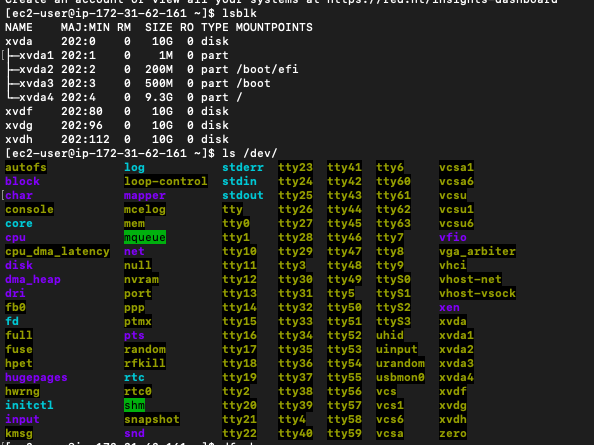 Create an account or view all your systems at https://red.ht/insights-dashboard
[ec2-user@ip-172-31-62-161 ~]$ lsblk
NAME    MAJ:MIN RM  SIZE RO TYPE MOUNTPOINTS
xvda    202:0    0   10G  0 disk
├─xvda1 202:1    0    1M  0 part
├─xvda2 202:2    0  200M  0 part /boot/efi
├─xvda3 202:3    0  500M  0 part /boot
└─xvda4 202:4    0  9.3G  0 part /
xvdf    202:80   0   10G  0 disk
xvdg    202:96   0   10G  0 disk
xvdh    202:112  0   10G  0 disk
[ec2-user@ip-172-31-62-161 ~]$ ls /dev/
autofs           log           stderr  tty23  tty41  tty6     vcsa1
block            loop-control  stdin   tty24  tty42  tty60    vcsa6
char             mapper        stdout  tty25  tty43  tty61    vcsu
console          mcelog        tty     tty26  tty44  tty62    vcsu1
core             mem           tty0    tty27  tty45  tty63    vcsu6
cpu              mqueue        tty1    tty28  tty46  tty7     vfio
cpu_dma_latency  net           tty10   tty29  tty47  tty8     vga_arbiter
disk             null          tty11   tty3   tty48  tty9     vhci
dma_heap         nvram         tty12   tty30  tty49  ttyS0    vhost-net
dri              port          tty13   tty31  tty5   ttyS1    vhost-vsock
fb0              ppp           tty14   tty32  tty50  ttyS2    xen
fd               ptmx          tty15   tty33  tty51  ttyS3    xvda
full             pts           tty16   tty34  tty52  uhid     xvda1
fuse             random        tty17   tty35  tty53  uinput   xvda2
hpet             rfkill        tty18   tty36  tty54  urandom  xvda3
hugepages        rtc           tty19   tty37  tty55  usbmon0  xvda4
hwrng            rtc0          tty2    tty38  tty56  vcs      xvdf
initctl          shm           tty20   tty39  tty57  vcs1     xvdg
input            snapshot      tty21   tty4   tty58  vcs6     xvdh
kmsg             snd           tty22   tty40  tty59  vcsa     zero